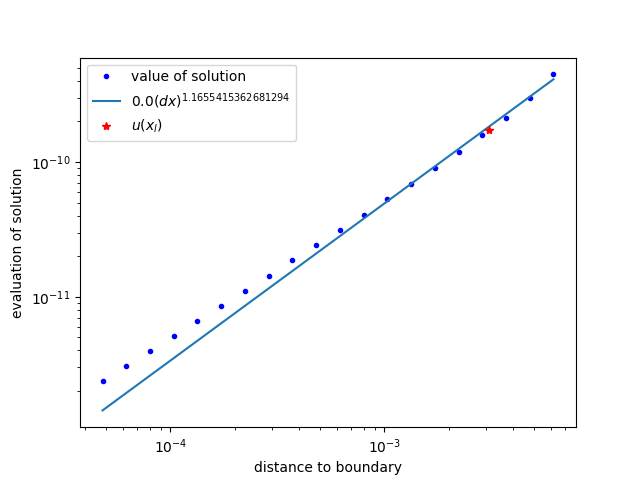 value of solution
0.0(dx)^1.1655415362681294
u(x_l)
evaluation of solution
10^−10
10^−11
10^−4
10^−3
distance to boundary